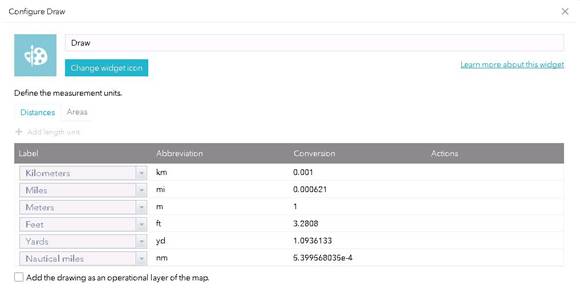 Configure Draw
Draw
Change widget icon
Learn more about this widget
Define the measurement units.
Distances Areas
Add length unit
Label Abbreviation Conversion Actions
Kilometers km 0.001
Miles mi 0.000621
Meters m 1
Feet ft 3.2808
Yards yd 1.0936133
Nautical miles nm 5.399568035e-4
Add the drawing as an operational layer of the map.